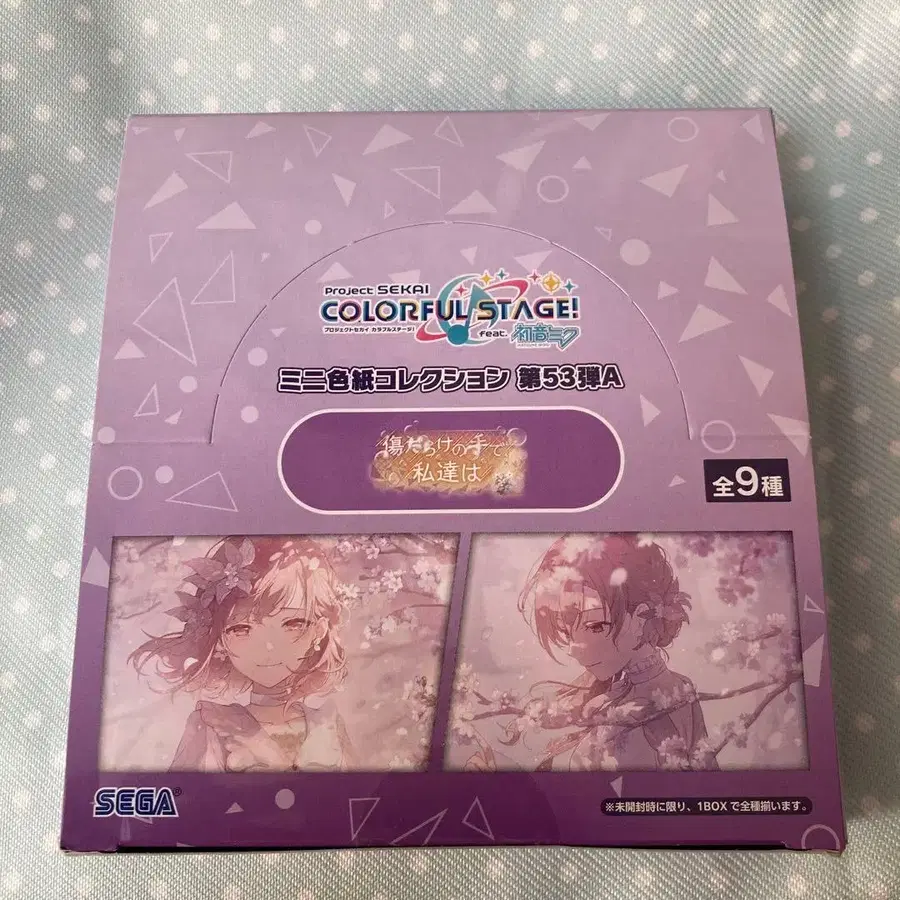 Project SEKAI
COLORFUL STAGE!
プロジェクトセカイ カラフルステージ!
feat. 初音ミク
HATSUNE MIKU
ミニ色紙コレクション 第53弾A
傷だらけの手で、
私達は
全9種
SEGA®
※未開封時に限り、1BOXで全種揃います。